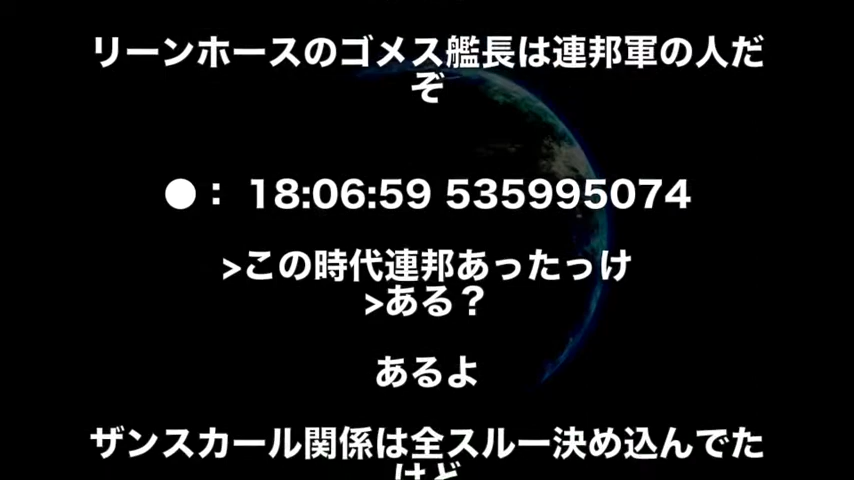 リーンホースのゴメス艦長は連邦軍の人だ
ぞ
●： 18:06:59 535995074
>この時代連邦あったっけ
>ある？
あるよ
ザンスカール関係は全スルー決め込んでた
けど